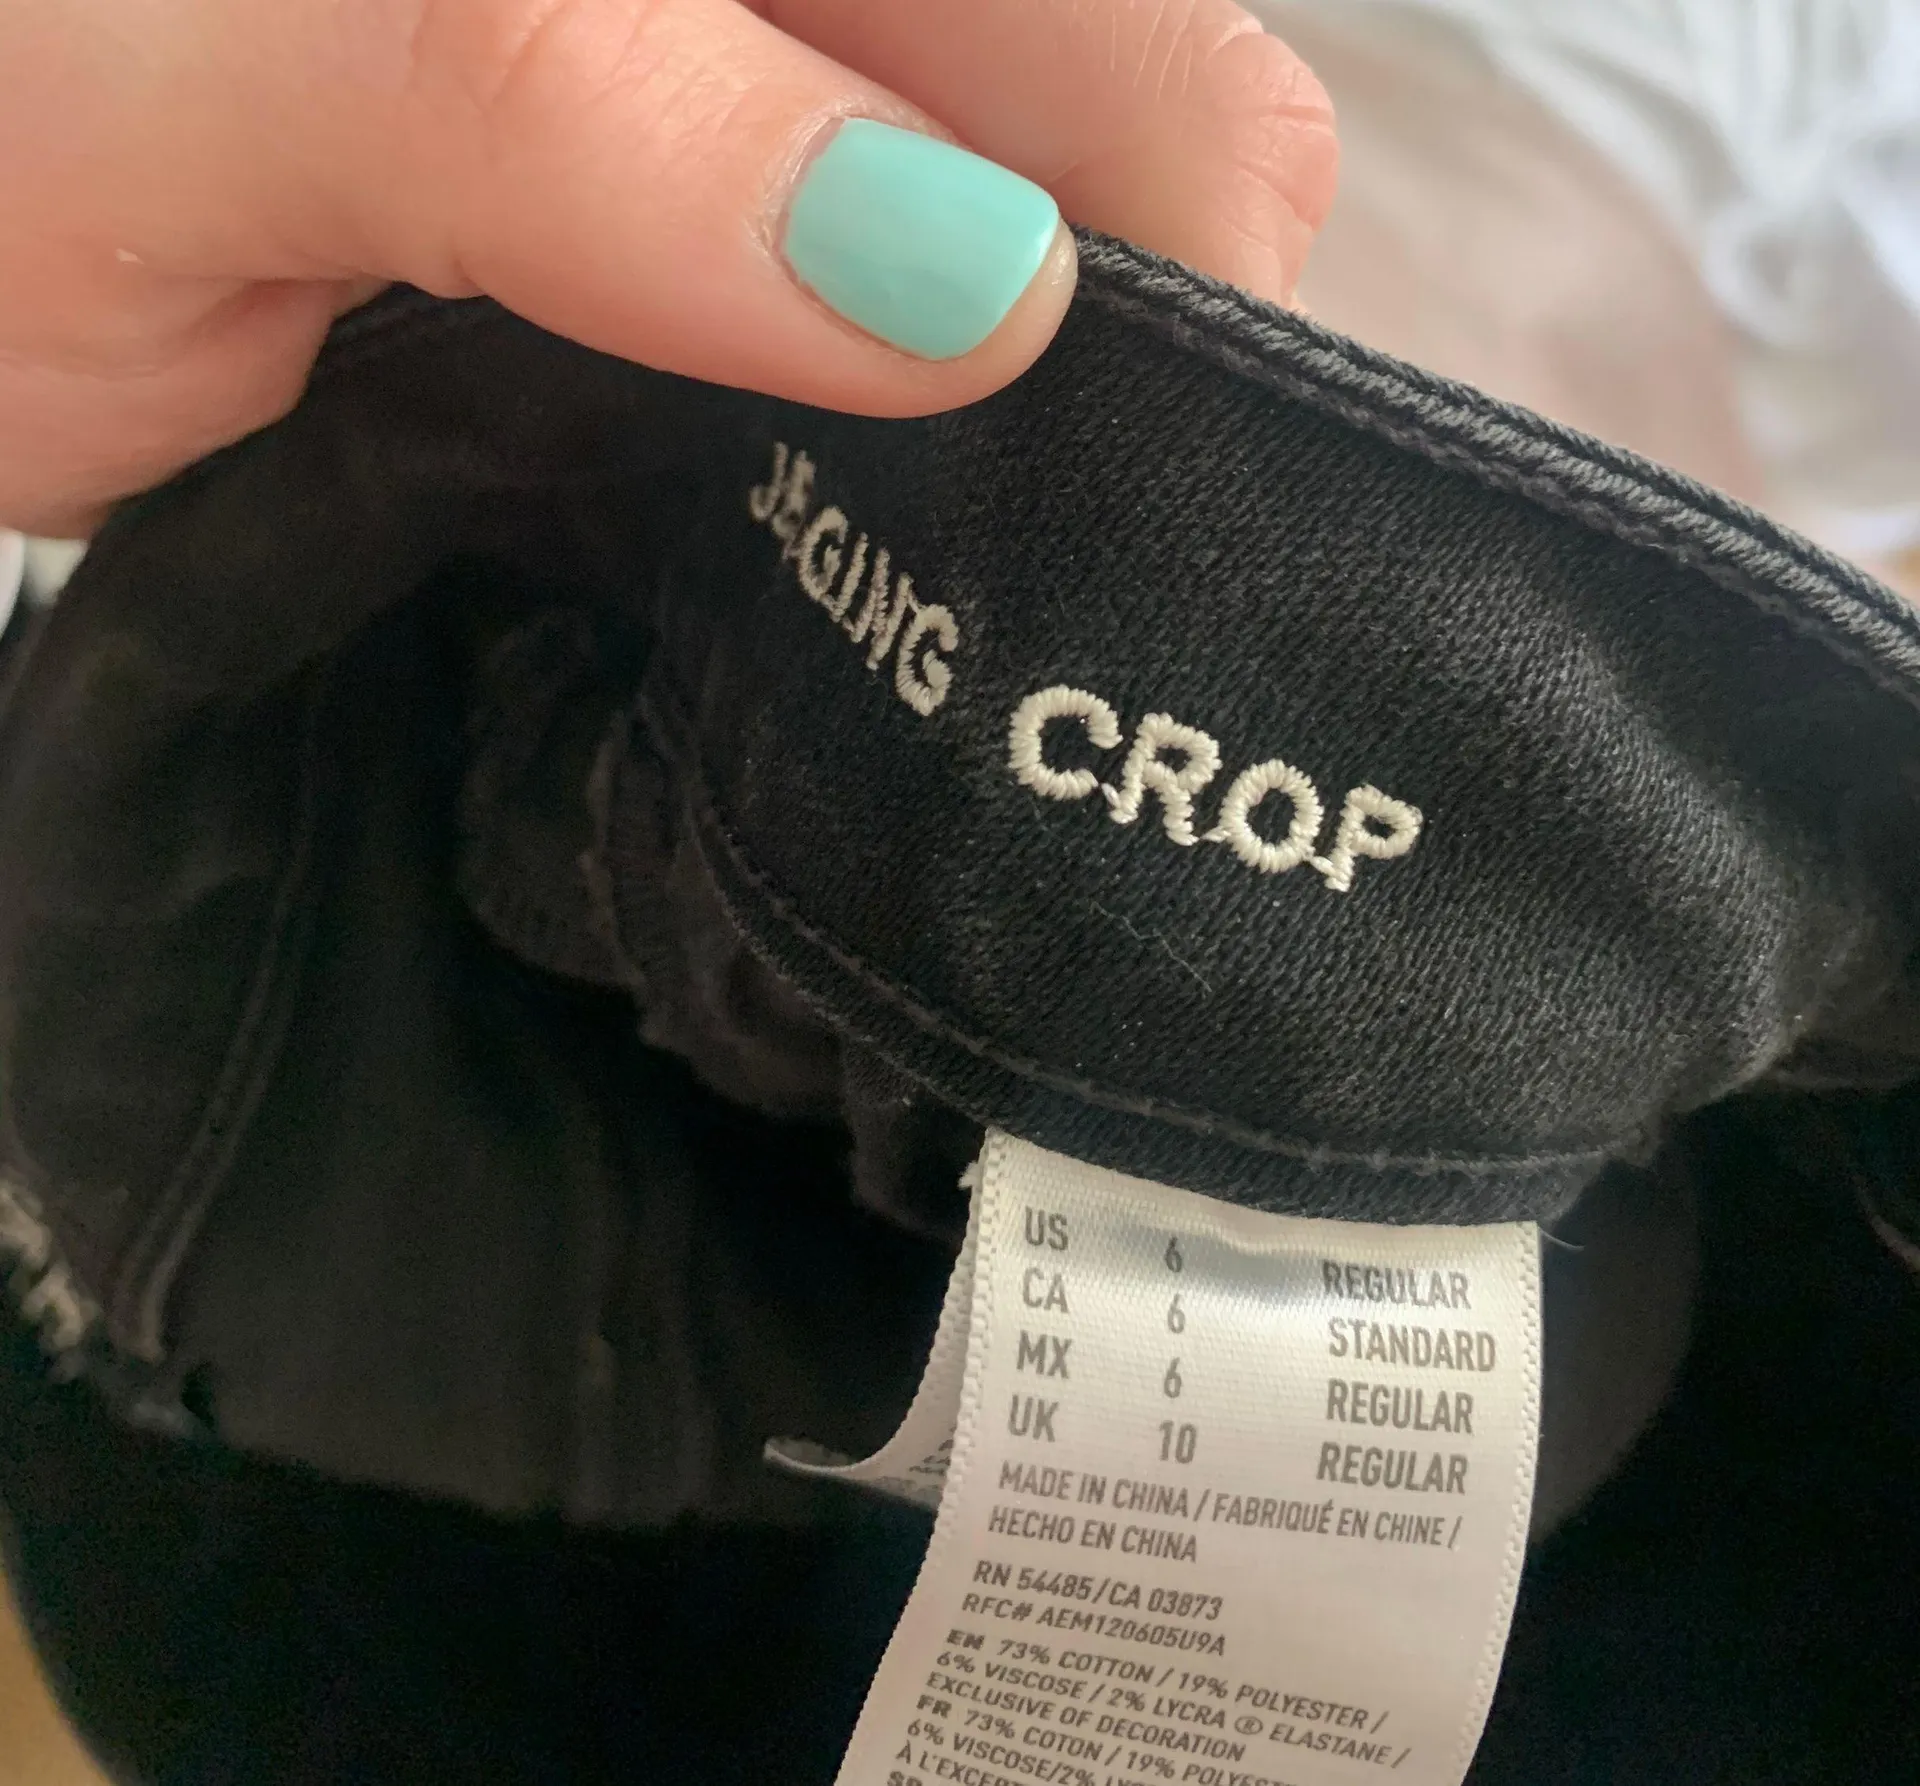 JEGGING CROP
US 6 REGULAR
CA 6 STANDARD
MX 6 REGULAR
UK 10 REGULAR
MADE IN CHINA / FABRIQUÉ EN CHINE /
HECHO EN CHINA
RN 54485/CA 03873
RFC# AEM120605U9A
EN 73% COTTON / 19% POLYESTER /
6% VISCOSE / 2% LYCRA ® ELASTANE /
EXCLUSIVE OF DECORATION
FR 73% COTON / 19%
6% VISCOSE/2%